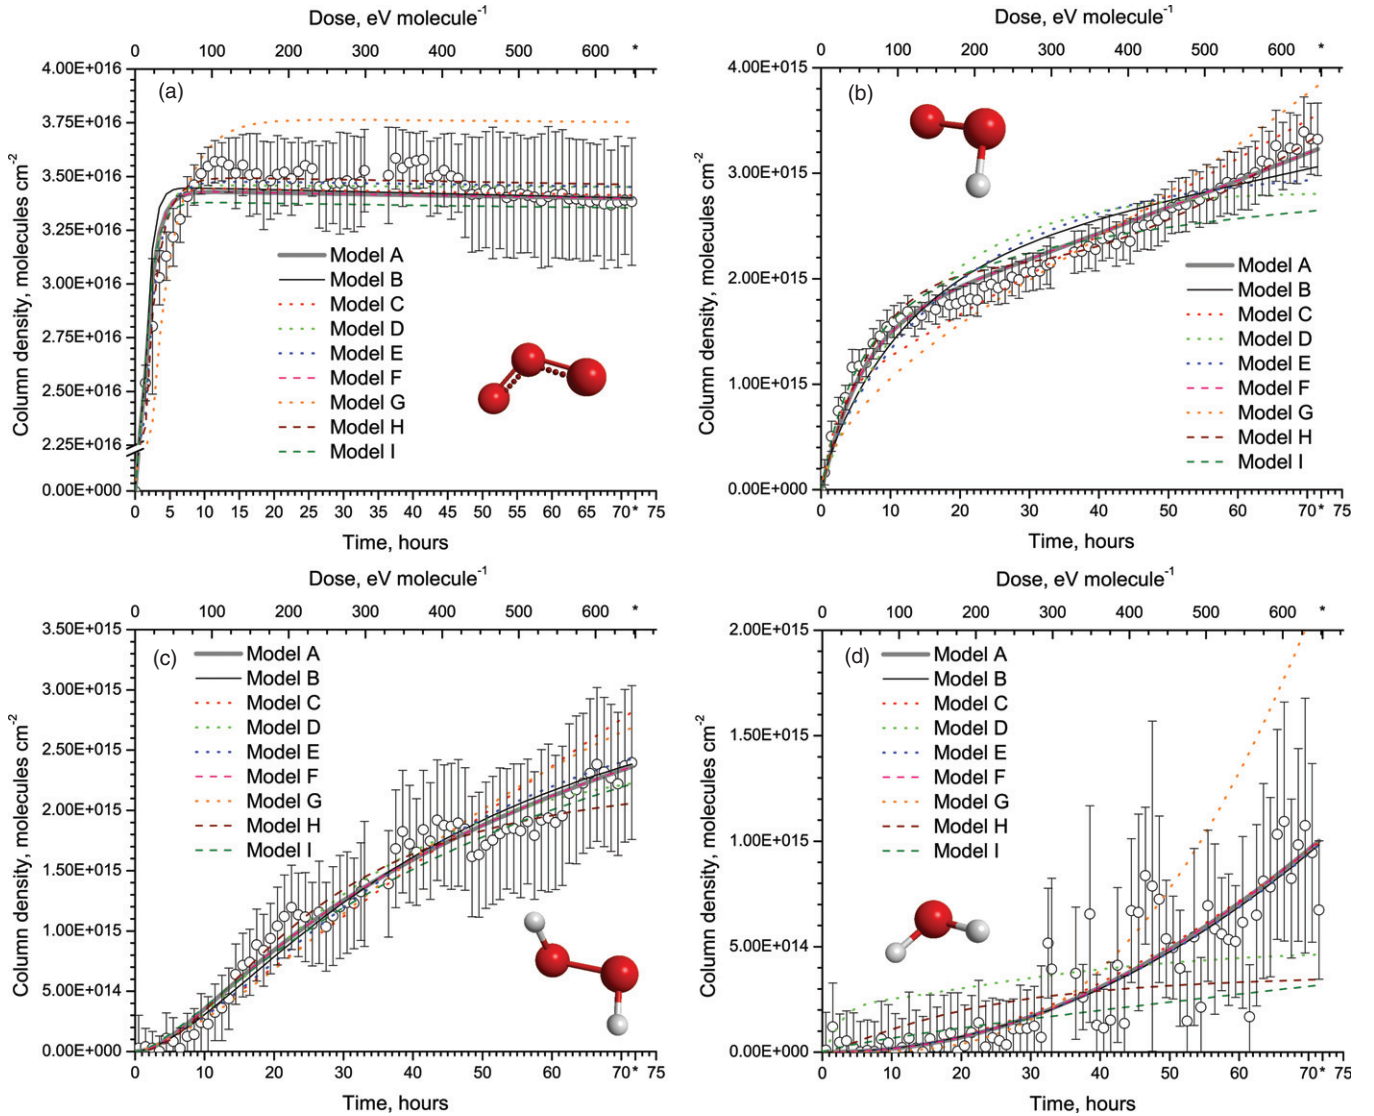 Dose, eV molecule⁻¹
0 100 200 300 400 500 600 *
(a)
4.00E+016
3.75E+016
3.50E+016
3.25E+016
3.00E+016
2.75E+016
2.50E+016
2.25E+016
0.00E+000
Column density, molecules cm⁻²
Model A
Model B
Model C
Model D
Model E
Model F
Model G
Model H
Model I
0 5 10 15 20 25 30 35 35 45 50 55 60 65 70* 75
Time, hours
Dose, eV molecule⁻¹
0 100 200 300 400 500 600 *
(b)
4.00E+015
3.00E+015
2.00E+015
1.00E+015
0.00E+000
Column density, molecules cm⁻²
Model A
Model B
Model C
Model D
Model E
Model F
Model G
Model H
Model I
0 10 20 30 40 50 60 70* 75
Time, hours
Dose, eV molecule⁻¹
0 100 200 300 400 500 600 *
(c)
3.50E+015
3.00E+015
2.50E+015
2.00E+015
1.50E+015
1.00E+015
5.00E+014
0.00E+000
Column density, molecules cm⁻²
Model A
Model B
Model C
Model D
Model E
Model F
Model G
Model H
Model I
0 10 20 30 40 50 60 70* 75
Time, hours
Dose, eV molecule⁻¹
0 100 200 300 400 500 600 *
(d)
2.00E+015
1.50E+015
1.00E+015
5.00E+014
0.00E+000
Column density, molecules cm⁻²
Model A
Model B
Model C
Model D
Model E
Model F
Model G
Model H
Model I
0 10 20 30 40 50 60 70* 75
Time, hours